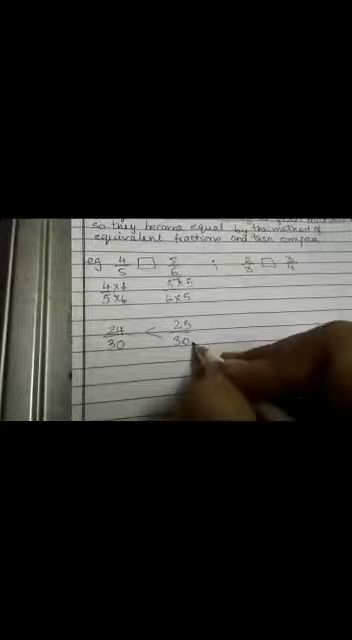 so they become equal by the method of
equivalent fractions and then compare
eg 4/5 □ 5/6 ; 2/3 □ 3/4
4×6/5×6 5×5/6×5
24/30 < 25/30